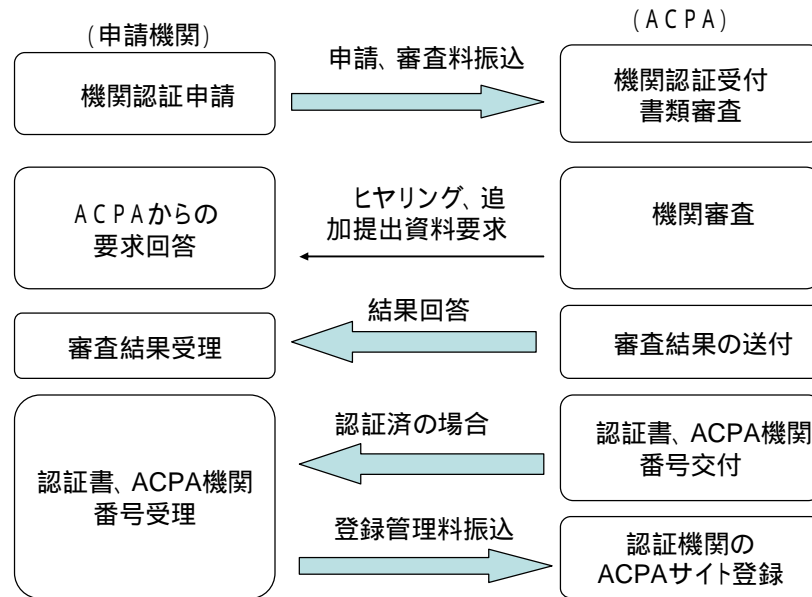 (申請機関)
(ACPA)
機関認証申請
申請、審査料振込
機関認証受付
書類審査
ACPAからの
要求回答
ヒヤリング、追
加提出資料要求
機関審査
審査結果受理
結果回答
審査結果の送付
認証書、ACPA機関
番号受理
認証済の場合
認証書、ACPA機関
番号交付
登録管理料振込
認証機関の
ACPAサイト登録